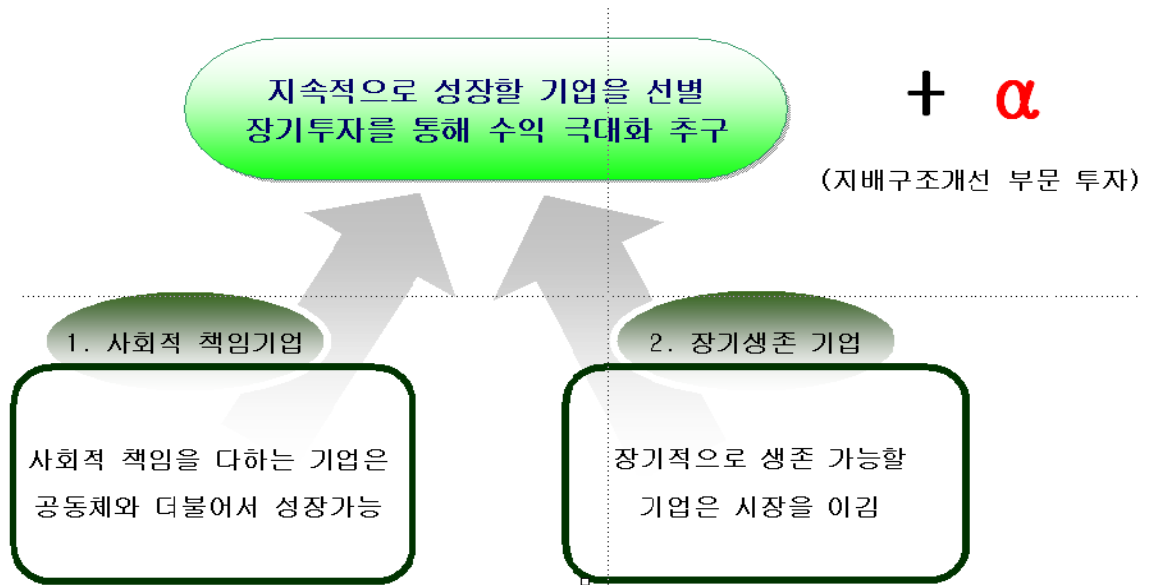 지속적으로 성장할 기업을 선별
장기투자를 통해 수익 극대화 추구
+ α
(지배구조개선 부문 투자)
1. 사회적 책임기업
2. 장기생존 기업
사회적 책임을 다하는 기업은
공동체와 더불어서 성장가능
장기적으로 생존 가능할
기업은 시장을 이김